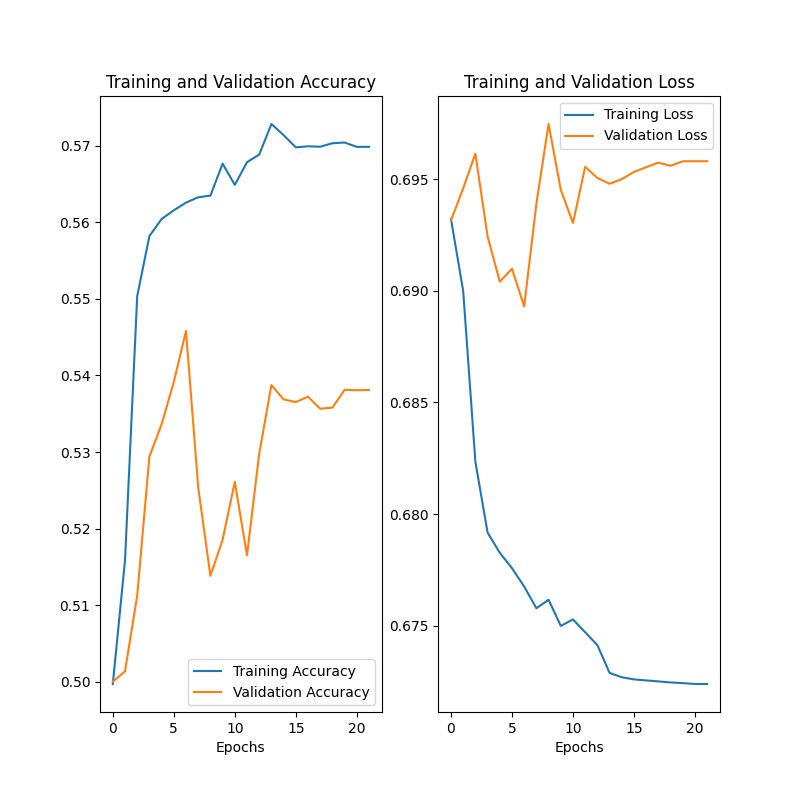 Training and Validation Accuracy
0.57
0.56
0.55
0.54
0.53
0.52
0.51
0.50
Training Accuracy
Validation Accuracy
0 5 10 15 20
Epochs
Training and Validation Loss
Training Loss
Validation Loss
0.695
0.690
0.685
0.680
0.675
0 5 10 15 20
Epochs